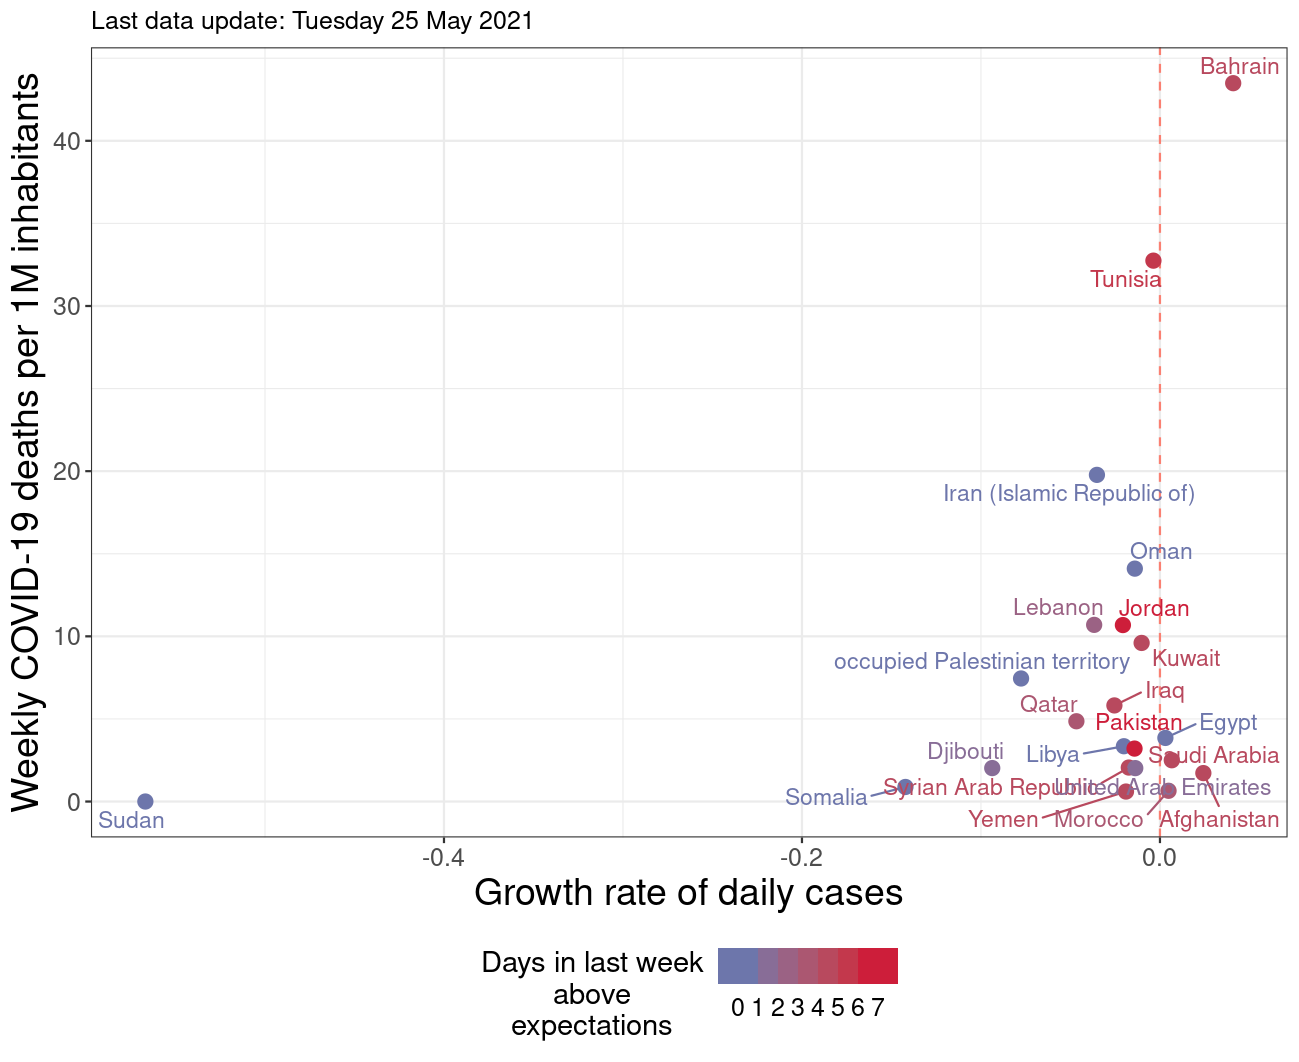 Last data update: Tuesday 25 May 2021
Weekly COVID-19 deaths per 1M inhabitants
40
30
20
10
0
Bahrain
Tunisia
Iran (Islamic Republic of)
Oman
Lebanon
Jordan
Kuwait
occupied Palestinian territory
Iraq
Qatar
Pakistan
Egypt
Djibouti
Libya
Saudi Arabia
Syrian Arab Republic
United Arab Emirates
Somalia
Sudan
Yemen
Morocco
Afghanistan
-0.4
-0.2
0.0
Growth rate of daily cases
Days in last week
above
expectations
0 1 2 3 4 5 6 7